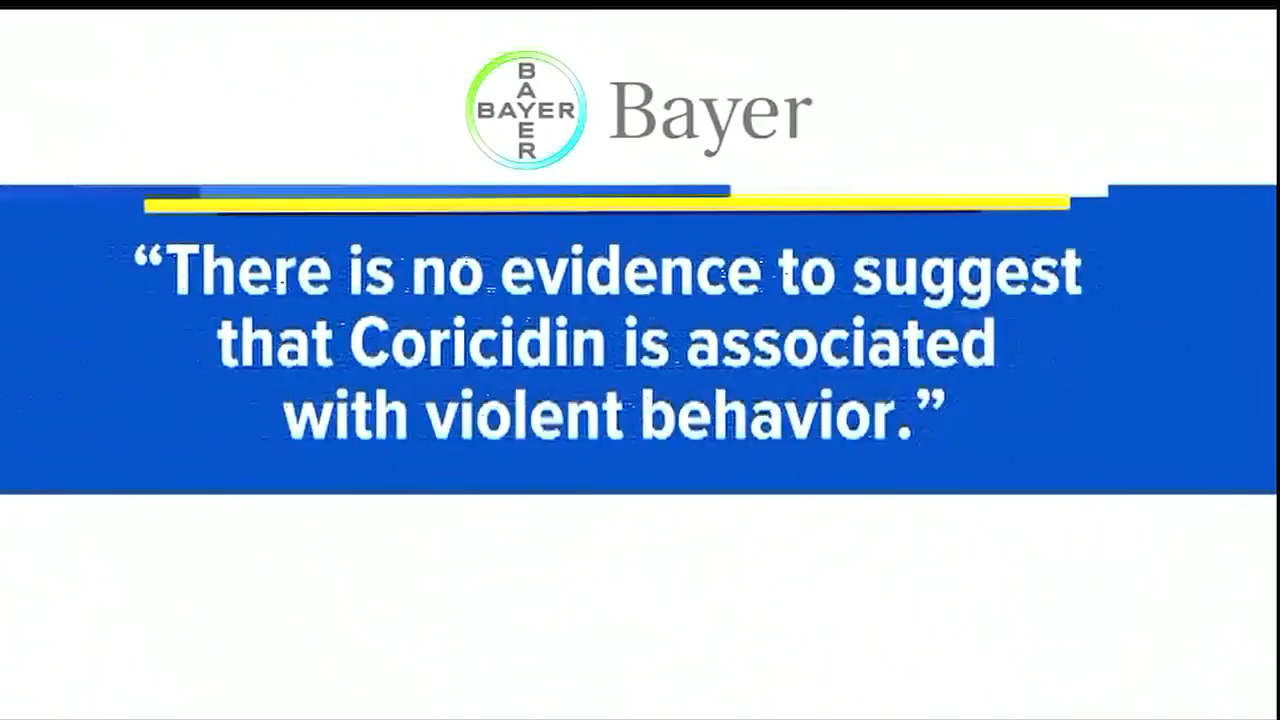 BAYER
BAYER
Bayer
“There is no evidence to suggest
that Coricidin is associated
with violent behavior.”